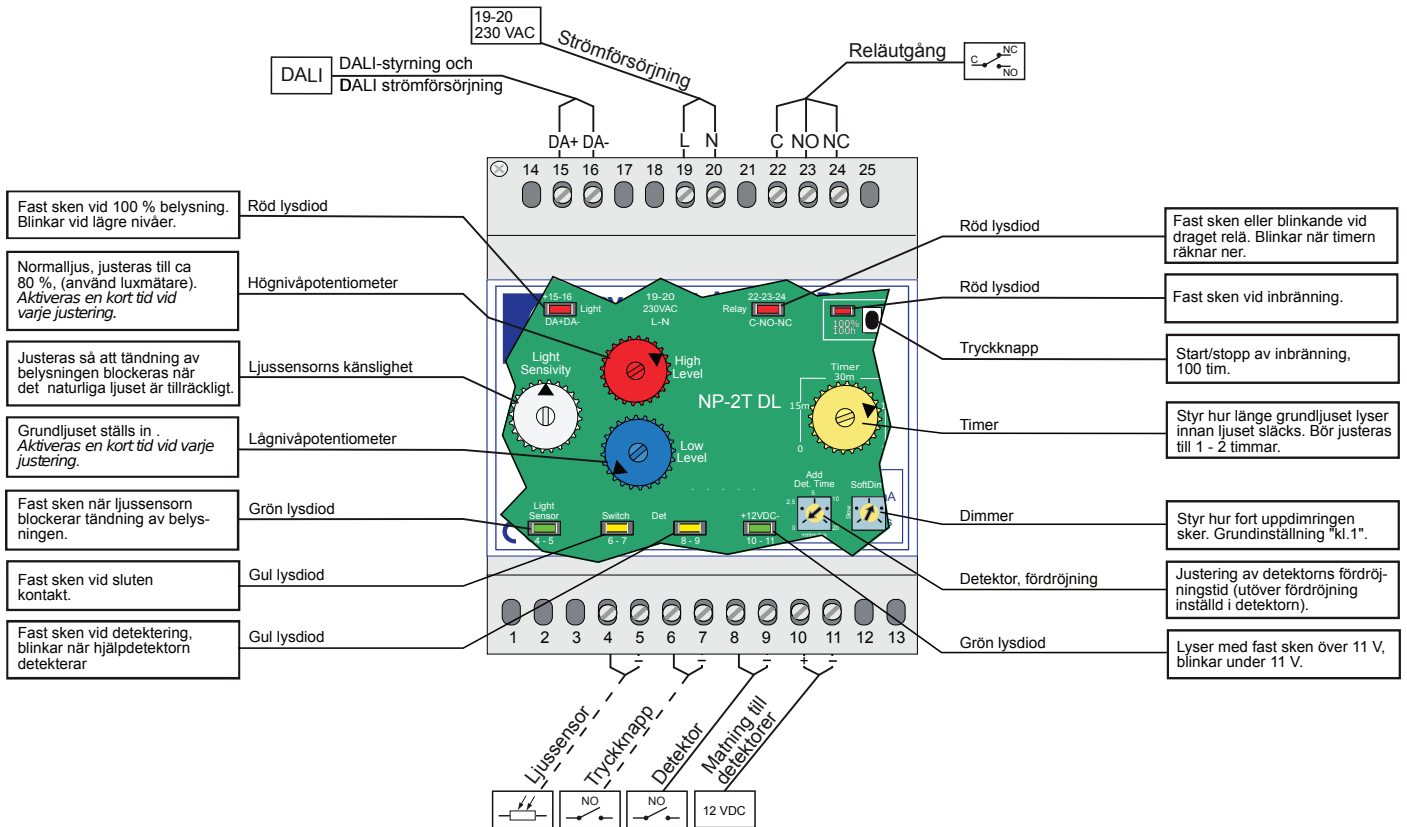 19-20
230 VAC
Strömförsörjning
Reläutgång
C
NC
NO
DALI
DALI-styrning och
DALI strömförsörjning
DA+ DA-
L N
C NO NC
14 15 16 17 18 19 20 21 22 23 24 25
Fast sken vid 100 % belysning.
Blinkar vid lägre nivåer.
Röd lysdiod
Normalljus, justeras till ca
80 %, (använd luxmätare).
Aktiveras en kort tid vid
varje justering.
Högnivåpotentiometer
Justeras så att tändning av
belysningen blockeras när
det naturliga ljuset är tillräckligt.
Ljussensorns känslighet
Grundljuset ställs in .
Aktiveras en kort tid vid varje
justering.
Lågnivåpotentiometer
Fast sken när ljussensorn
blockerar tändning av belys-
ningen.
Grön lysdiod
Fast sken vid sluten
kontakt.
Gul lysdiod
Fast sken vid detektering,
blinkar när hjälpdetektorn
detekterar
Gul lysdiod
+15-16
Light
DA+DA-
19-20
230VAC
L-N
22-23-24
Relay
C-NO-NC
100%
100h
Light
Sensivity
High
Level
NP-2T DL
Timer
30m
15m
0
Low
Level
Add
Det. Time
5
2.5
10
0
20
SoftDim
Slow
Light
Sensor
4 - 5
Switch
6 - 7
Det
8 - 9
+12VDC-
10 - 11
Röd lysdiod
Fast sken eller blinkande vid
draget relä. Blinkar när timern
räknar ner.
Röd lysdiod
Fast sken vid inbränning.
Tryckknapp
Start/stopp av inbränning,
100 tim.
Timer
Styr hur länge grundljuset lyser
innan ljuset släcks. Bör justeras
till 1 - 2 timmar.
Dimmer
Styr hur fort uppdimringen
sker. Grundinställning "kl.1".
Detektor, fördröjning
Justering av detektorns fördröj-
ningstid (utöver fördröjning
inställd i detektorn).
Grön lysdiod
Lyser med fast sken över 11 V,
blinkar under 11 V.
1 2 3 4 5 6 7 8 9 10 11 12 13
- - - + -
Ljussensor
Tryckknapp
Detektor
Matning till
detektorer
NO
NO
12 VDC